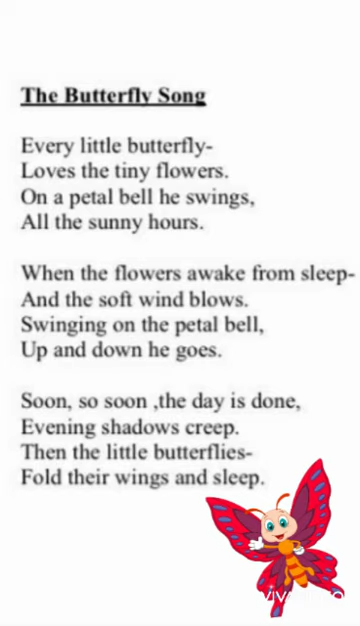 The Butterfly Song
Every little butterfly-
Loves the tiny flowers.
On a petal bell he swings,
All the sunny hours.
When the flowers awake from sleep-
And the soft wind blows.
Swinging on the petal bell,
Up and down he goes.
Soon, so soon ,the day is done,
Evening shadows creep.
Then the little butterflies-
Fold their wings and sleep.